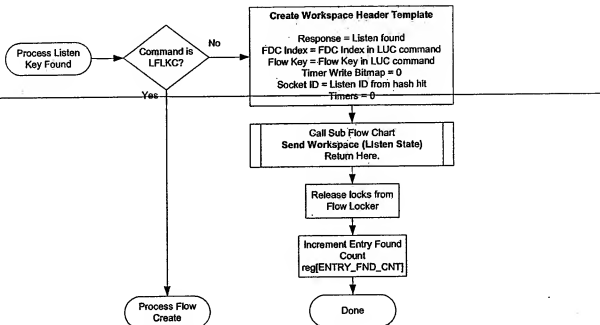 Create Workspace Header Template
Response = Listen found
FDC Index = FDC Index in LUC command
Flow Key = Flow Key in LUC command
Timer Write Bitmap = 0
Socket ID = Listen ID from hash hit
Timers = 0
Process Listen
Key Found
Command is
LFLKC?
No
Yes
Call Sub Flow Chart
Send Workspace (Listen State)
Return Here.
Release locks from
Flow Locker
Increment Entry Found
Count
reg[ENTRY_FND_CNT]
Process Flow
Create
Done